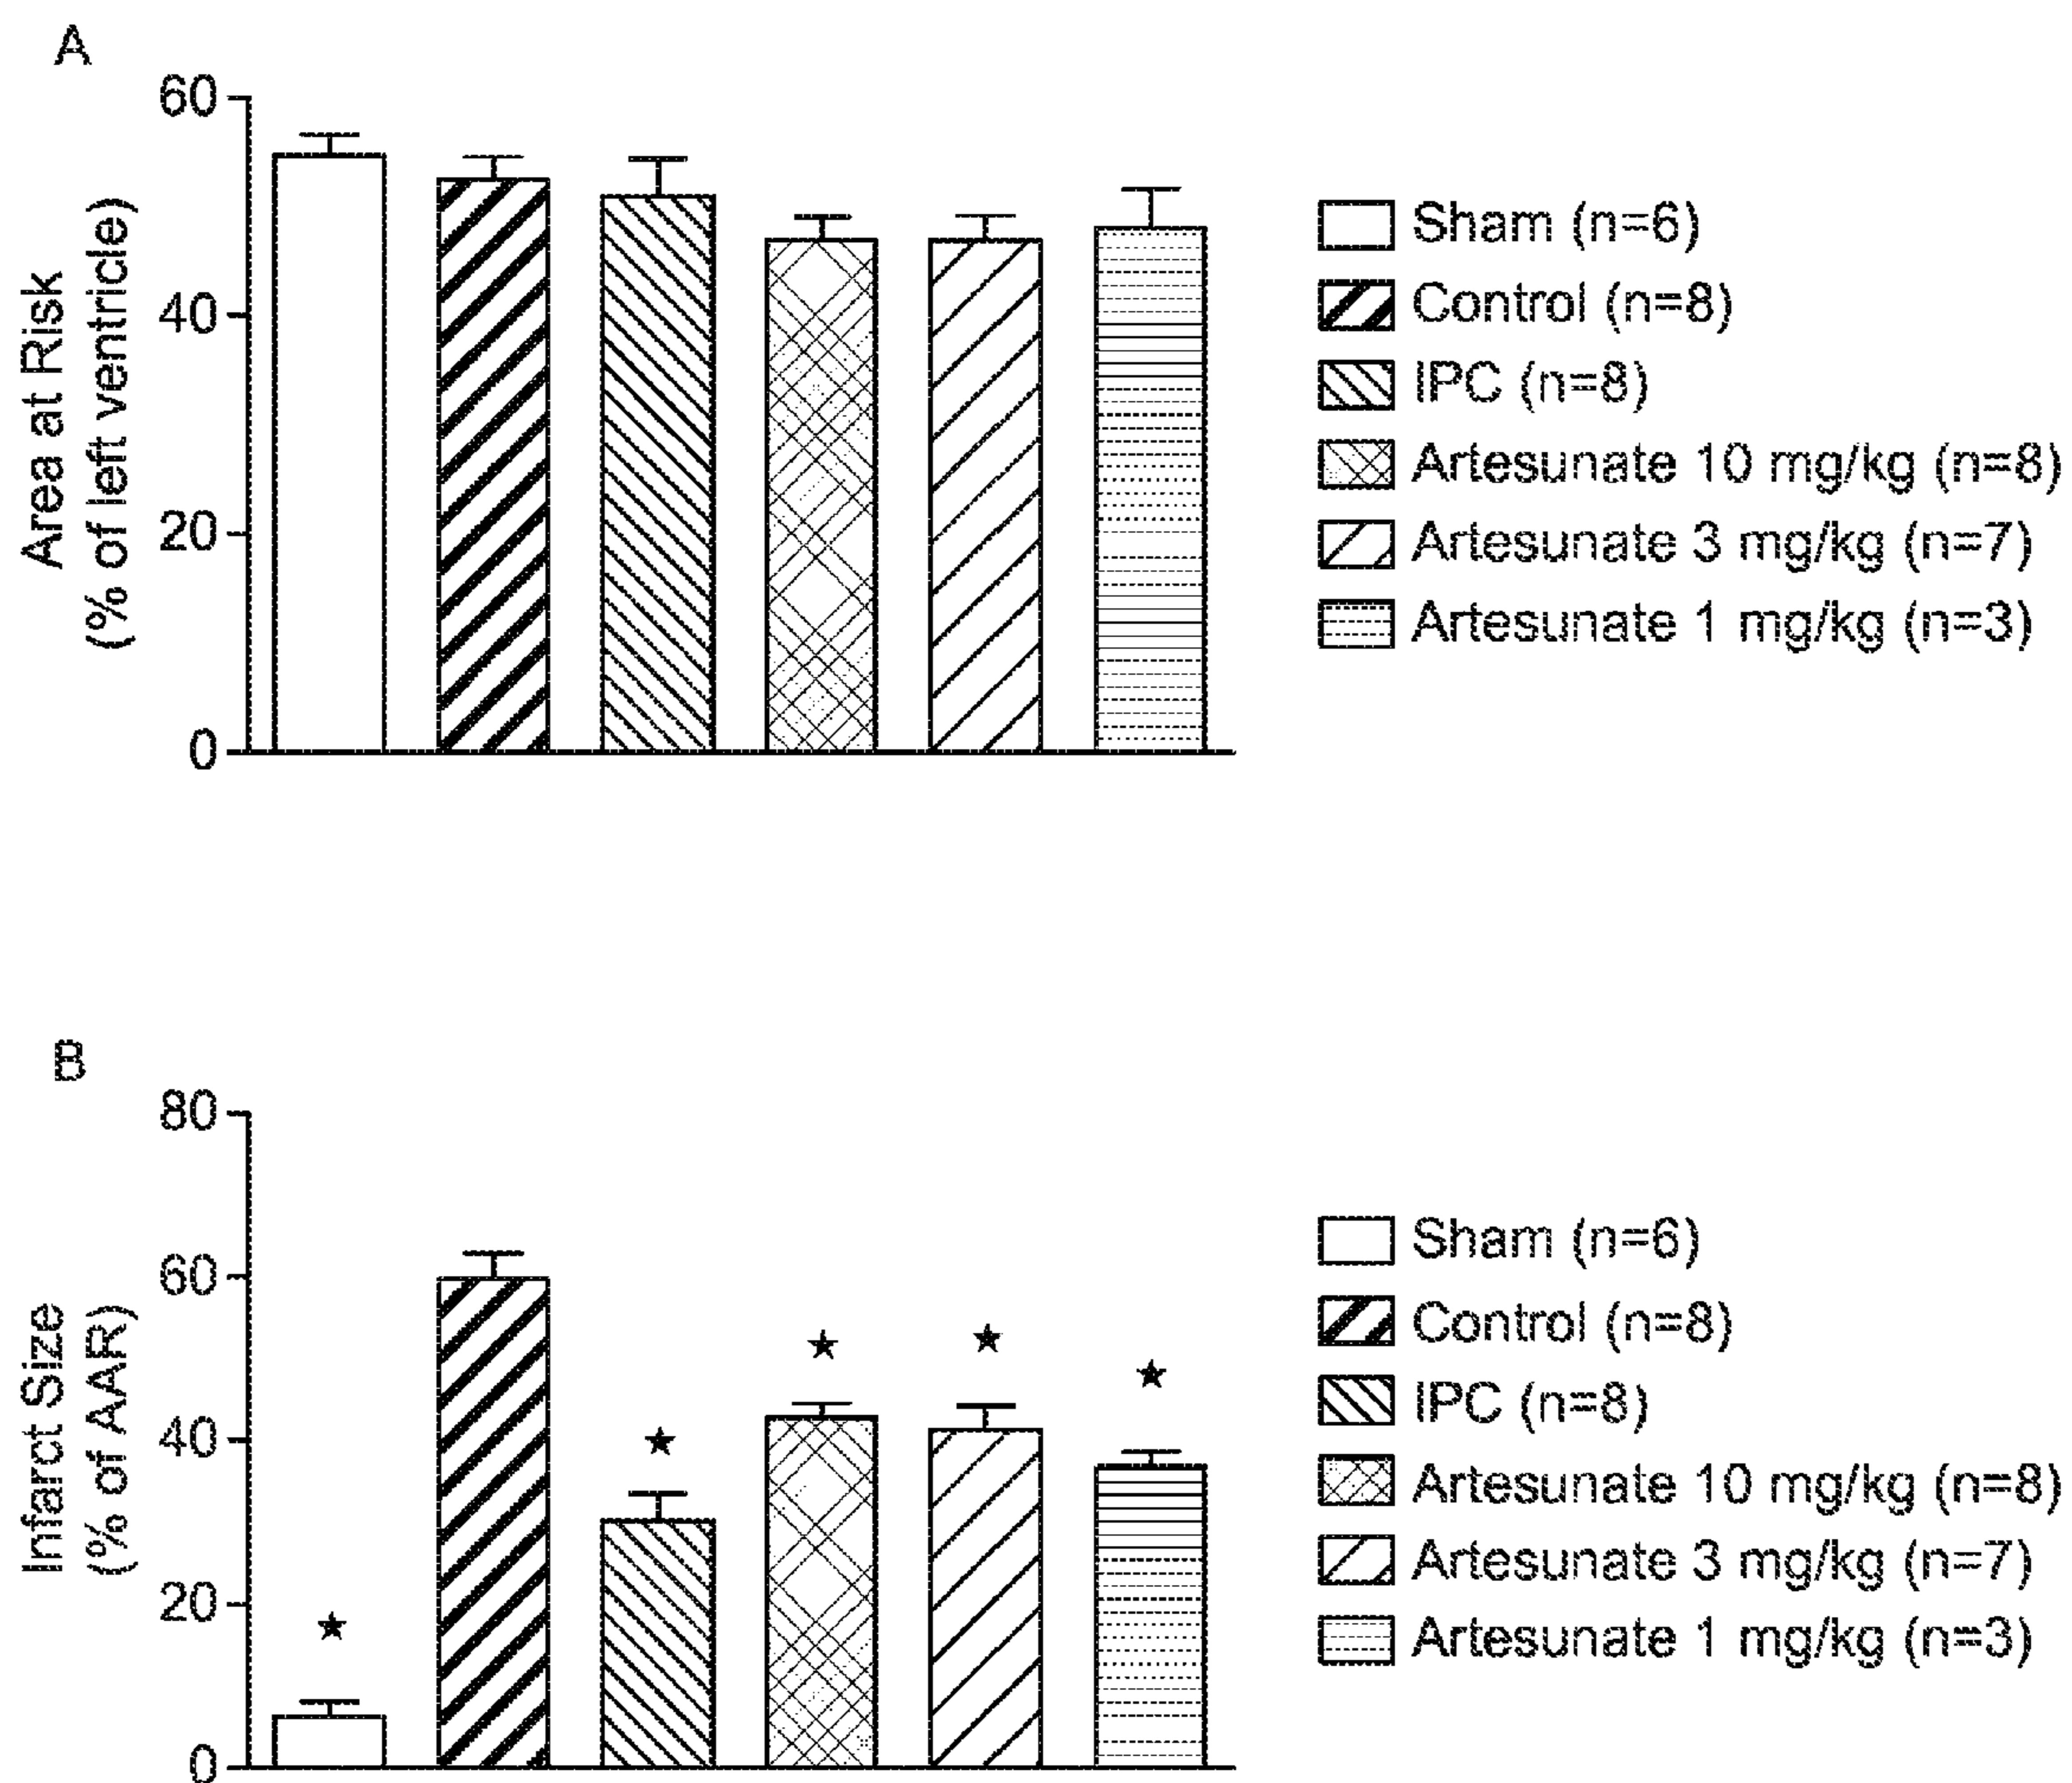 A
60
40
20
0
Area at Risk
(% of left ventricle)
Sham (n=6)
Control (n=8)
IPC (n=8)
Artesunate 10 mg/kg (n=8)
Artesunate 3 mg/kg (n=7)
Artesunate 1 mg/kg (n=3)
B
80
60
40
20
0
Infarct Size
(% of AAR)
Sham (n=6)
Control (n=8)
IPC (n=8)
Artesunate 10 mg/kg (n=8)
Artesunate 3 mg/kg (n=7)
Artesunate 1 mg/kg (n=3)